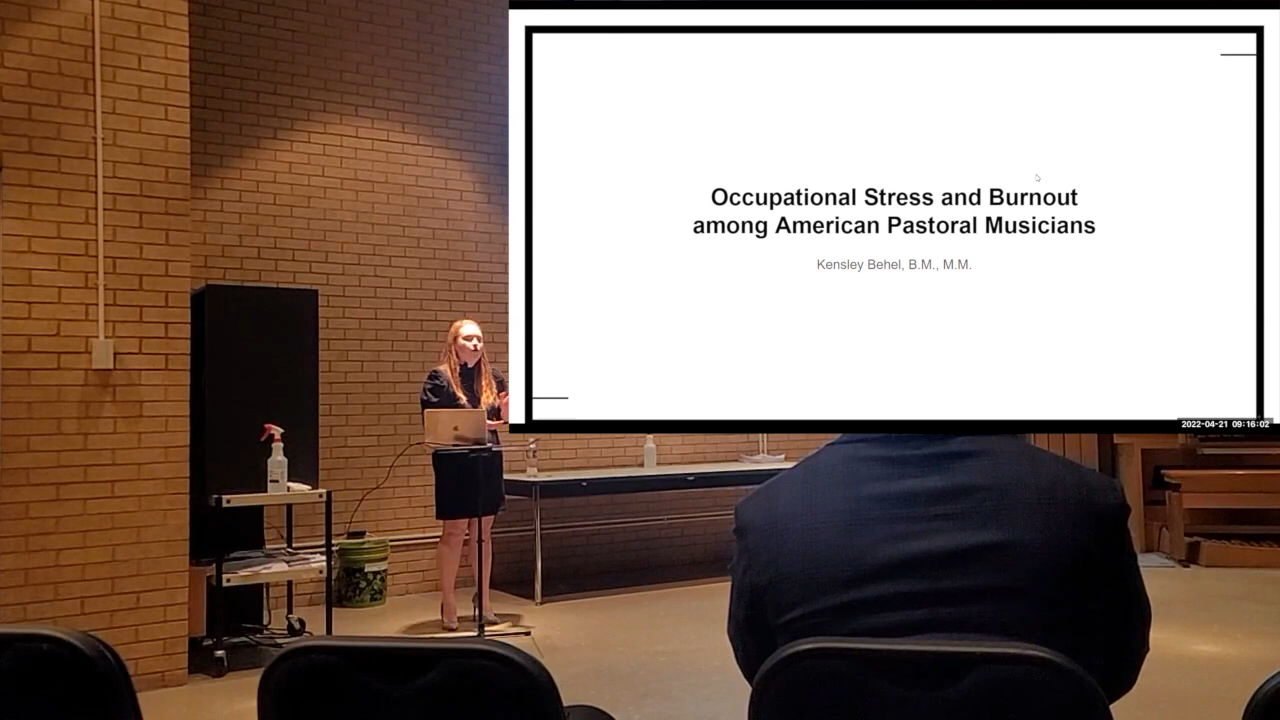 Occupational Stress and Burnout
among American Pastoral Musicians
Kensley Behel, B.M., M.M.
2022-04-21 09:16:02